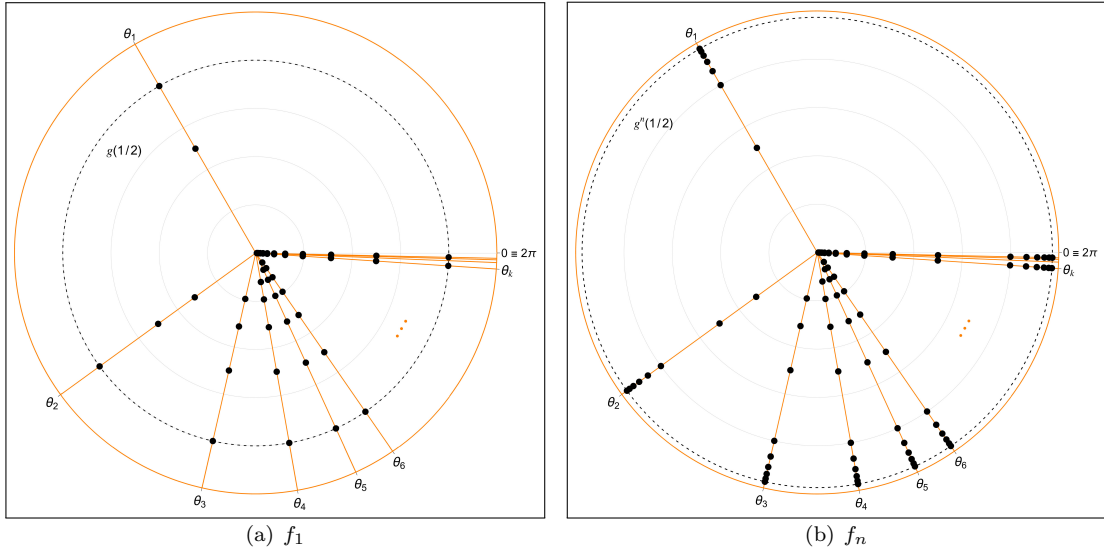 θ1
g(1/2)
0 ≡ 2π
θk
θ2
θ6
θ5
θ3
θ4
(a) f1
θ1
gⁿ(1/2)
0 ≡ 2π
θk
θ2
θ6
θ5
θ3
θ4
(b) fn